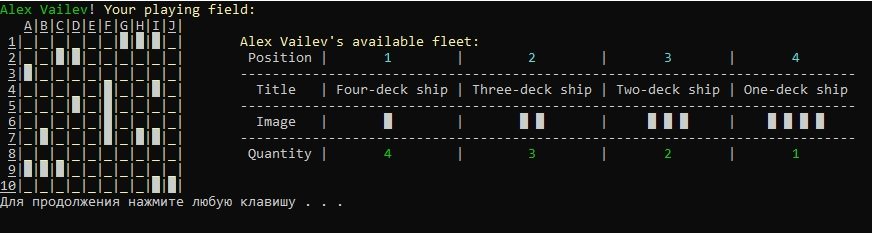 Alex Vailev! Your playing field:
A|B|C|D|E|F|G|H|I|J|
1|_|_|_|_|_|_|█|█|█|_|
Alex Vailev's available fleet:
2|_|_|█|█|_|_|_|_|_|_|
Position | 1 | 2 | 3 | 4
3|█|_|_|_|_|_|_|_|_|_|
4|_|_|_|_|_|█|_|_|█|_|
Title | Four-deck ship | Three-deck ship | Two-deck ship | One-deck ship
5|_|_|_|█|_|█|_|_|_|_|
6|_|_|_|_|_|█|_|_|_|_|
Image | █ | █ █ | █ █ █ | █ █ █ █
7|_|█|_|_|_|█|_|█|█|_|
8|_|_|_|_|_|_|_|_|_|_|
Quantity | 4 | 3 | 2 | 1
9|█|█|█|_|_|_|_|_|_|_|
10|_|_|_|_|_|_|_|_|█|█|
Для продолжения нажмите любую клавишу . . .